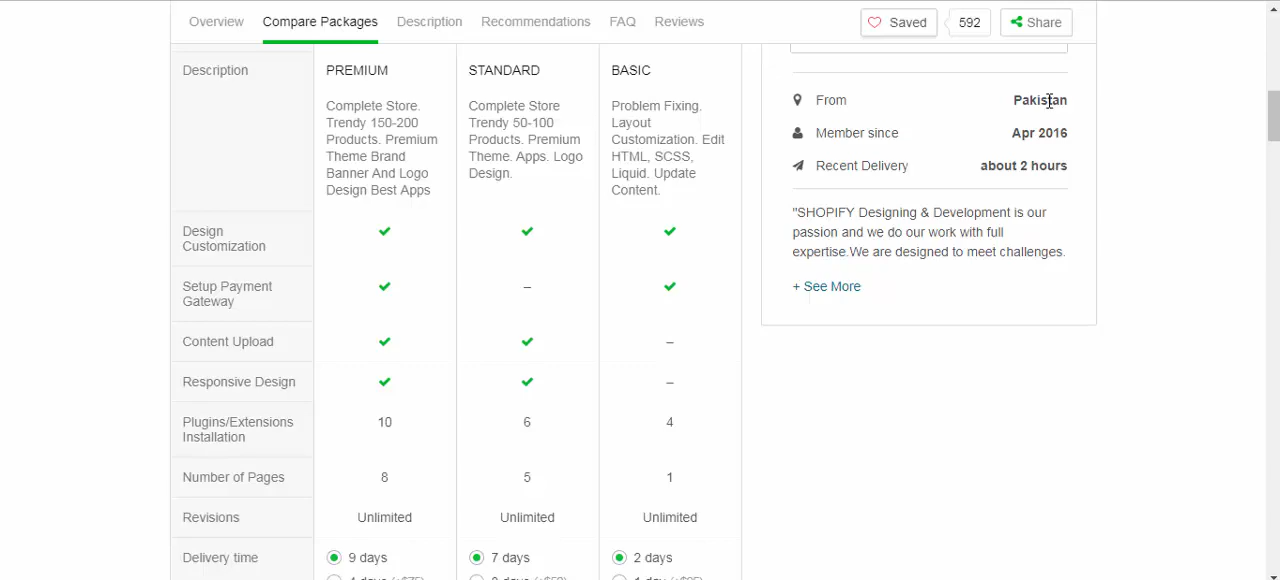 Overview Compare Packages Description Recommendations FAQ Reviews Saved 592 Share
Description
PREMIUM
Complete Store.
Trendy 150-200
Products. Premium
Theme Brand
Banner And Logo
Design Best Apps
STANDARD
Complete Store
Trendy 50-100
Products. Premium
Theme. Apps. Logo
Design.
BASIC
Problem Fixing.
Layout
Customization. Edit
HTML, SCSS,
Liquid. Update
Content.
Design
Customization
Setup Payment
Gateway –
Content Upload –
Responsive Design –
Plugins/Extensions
Installation
10 6 4
Number of Pages 8 5 1
Revisions Unlimited Unlimited Unlimited
Delivery time 9 days 7 days 2 days
From Pakistan
Member since Apr 2016
Recent Delivery about 2 hours
"SHOPIFY Designing & Development is our
passion and we do our work with full
expertise.We are designed to meet challenges.
+ See More